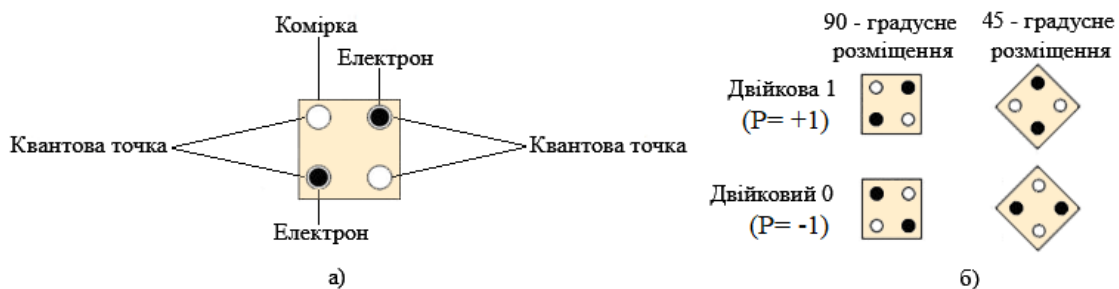 Комірка
Електрон
Квантова точка
Квантова точка
Електрон
а)
90 - градусне
розміщення
45 - градусне
розміщення
Двійкова 1
(P= +1)
Двійковий 0
(P= -1)
б)